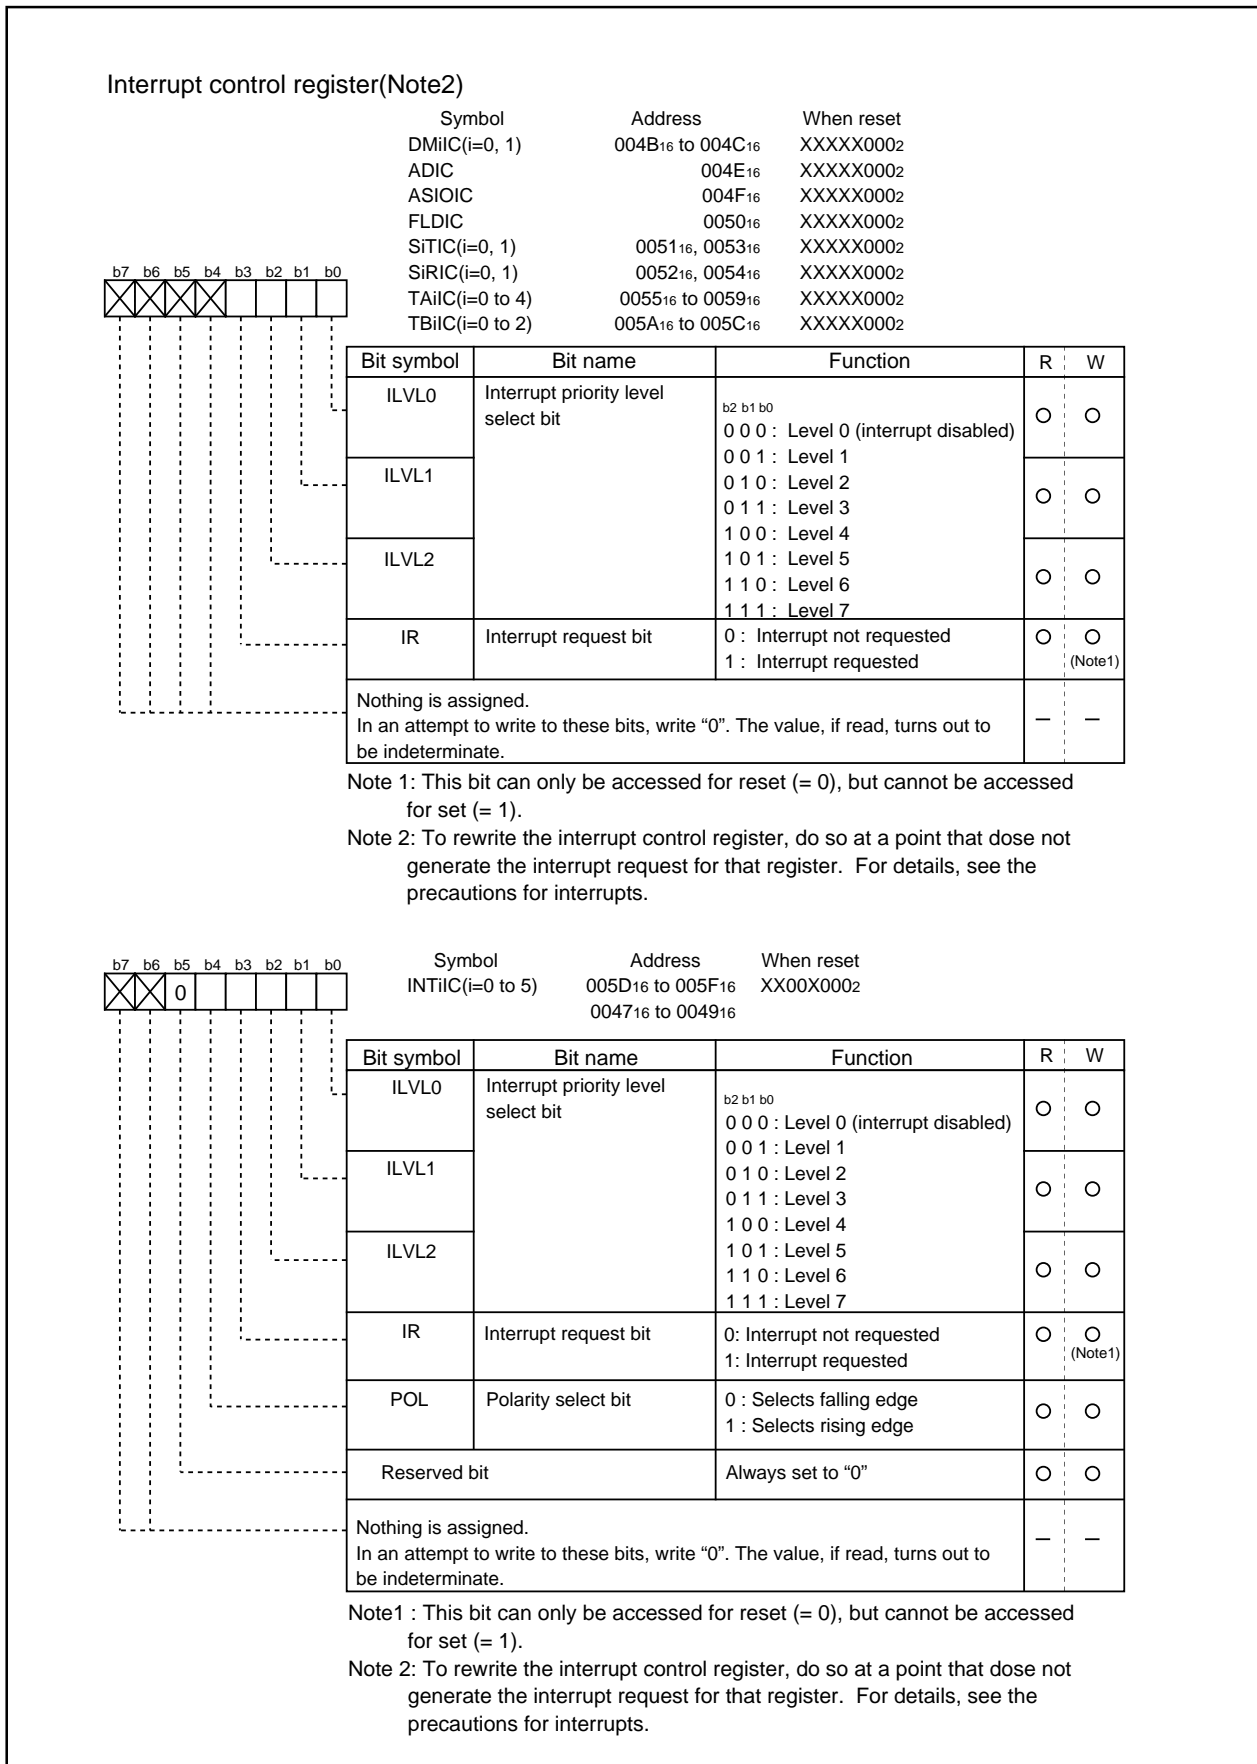 Interrupt control register(Note2)
Symbol Address When reset
DMiIC(i=0, 1) 004B16 to 004C16 XXXXX0002
ADIC 004E16 XXXXX0002
ASIOIC 004F16 XXXXX0002
FLDIC 005016 XXXXX0002
SiTIC(i=0, 1) 005116, 005316 XXXXX0002
SiRIC(i=0, 1) 005216, 005416 XXXXX0002
TAiIC(i=0 to 4) 005516 to 005916 XXXXX0002
TBiIC(i=0 to 2) 005A16 to 005C16 XXXXX0002
b7 b6 b5 b4 b3 b2 b1 b0
Bit symbol Bit name Function R W
ILVL0 Interrupt priority level
select bit
b2 b1 b0
0 0 0 : Level 0 (interrupt disabled)
0 0 1 : Level 1
ILVL1
0 1 0 : Level 2
0 1 1 : Level 3
1 0 0 : Level 4
ILVL2
1 0 1 : Level 5
1 1 0 : Level 6
1 1 1 : Level 7
IR Interrupt request bit 0 : Interrupt not requested
1 : Interrupt requested (Note1)
Nothing is assigned.
In an attempt to write to these bits, write “0”. The value, if read, turns out to
be indeterminate.
Note 1: This bit can only be accessed for reset (= 0), but cannot be accessed
for set (= 1).
Note 2: To rewrite the interrupt control register, do so at a point that dose not
generate the interrupt request for that register. For details, see the
precautions for interrupts.
Symbol Address When reset
INTiIC(i=0 to 5) 005D16 to 005F16 XX00X0002
004716 to 004916
b7 b6 b5 b4 b3 b2 b1 b0
0
Bit symbol Bit name Function R W
ILVL0 Interrupt priority level
select bit
b2 b1 b0
0 0 0 : Level 0 (interrupt disabled)
0 0 1 : Level 1
ILVL1
0 1 0 : Level 2
0 1 1 : Level 3
1 0 0 : Level 4
ILVL2
1 0 1 : Level 5
1 1 0 : Level 6
1 1 1 : Level 7
IR Interrupt request bit 0: Interrupt not requested
1: Interrupt requested (Note1)
POL Polarity select bit 0 : Selects falling edge
1 : Selects rising edge
Reserved bit Always set to “0”
Nothing is assigned.
In an attempt to write to these bits, write “0”. The value, if read, turns out to
be indeterminate.
Note1 : This bit can only be accessed for reset (= 0), but cannot be accessed
for set (= 1).
Note 2: To rewrite the interrupt control register, do so at a point that dose not
generate the interrupt request for that register. For details, see the
precautions for interrupts.